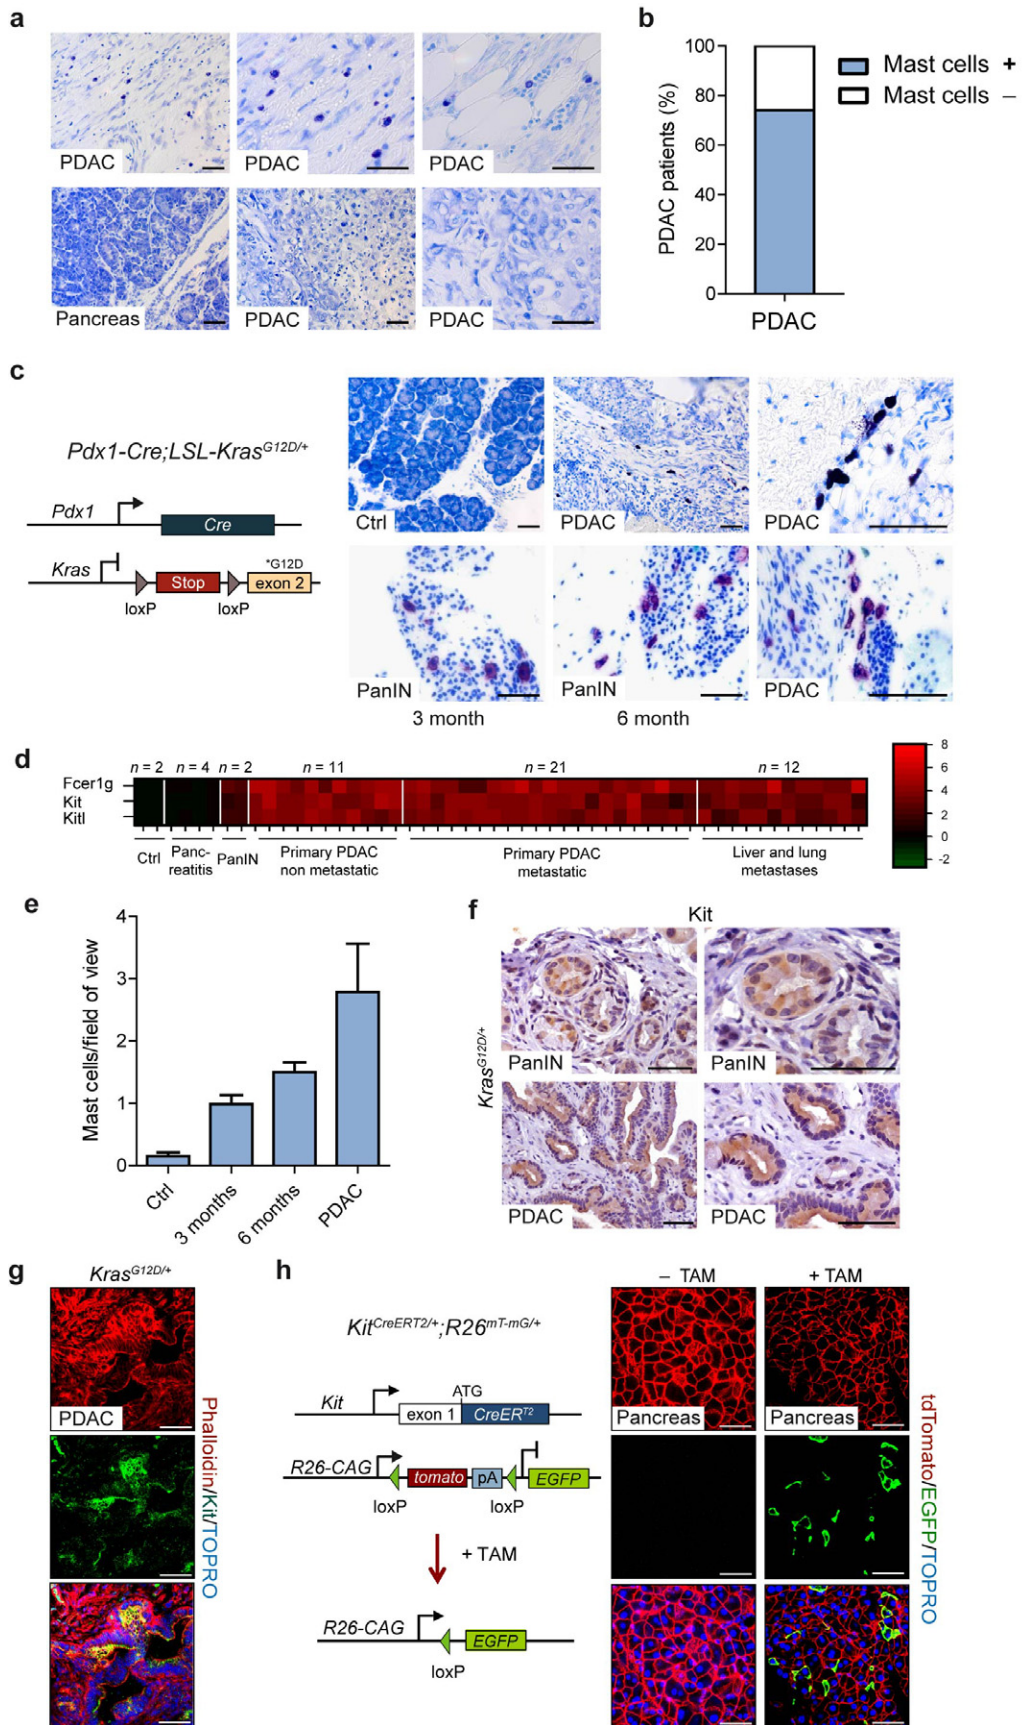 a
PDAC
PDAC
PDAC
Pancreas
PDAC
PDAC
b
PDAC patients (%)
100
80
60
40
20
0
PDAC
Mast cells +
Mast cells –
c
Pdx1-Cre;LSL-KrasG12D/+
Pdx1
Cre
Kras
Stop
*G12D
exon 2
loxP
loxP
Ctrl
PDAC
PDAC
PanIN
PanIN
PDAC
3 month
6 month
d
n = 2
n = 4
n = 2
n = 11
n = 21
n = 12
Fcer1g
Kit
Kitl
Ctrl
Panc-
reatitis
PanIN
Primary PDAC
non metastatic
Primary PDAC
metastatic
Liver and lung
metastases
8
6
4
2
0
-2
e
Mast cells/field of view
4
3
2
1
0
Ctrl
3 months
6 months
PDAC
f
Kit
KrasG12D/+
PanIN
PanIN
PDAC
PDAC
g
KrasG12D/+
PDAC
Phalloidin/Kit/TOPRO
h
KitCreERT2/+;R26mT-mG/+
Kit
ATG
exon 1
CreERT2
R26-CAG
tomato
pA
EGFP
loxP
loxP
+ TAM
R26-CAG
EGFP
loxP
– TAM
+ TAM
Pancreas
Pancreas
tdTomato/EGFP/TOPRO